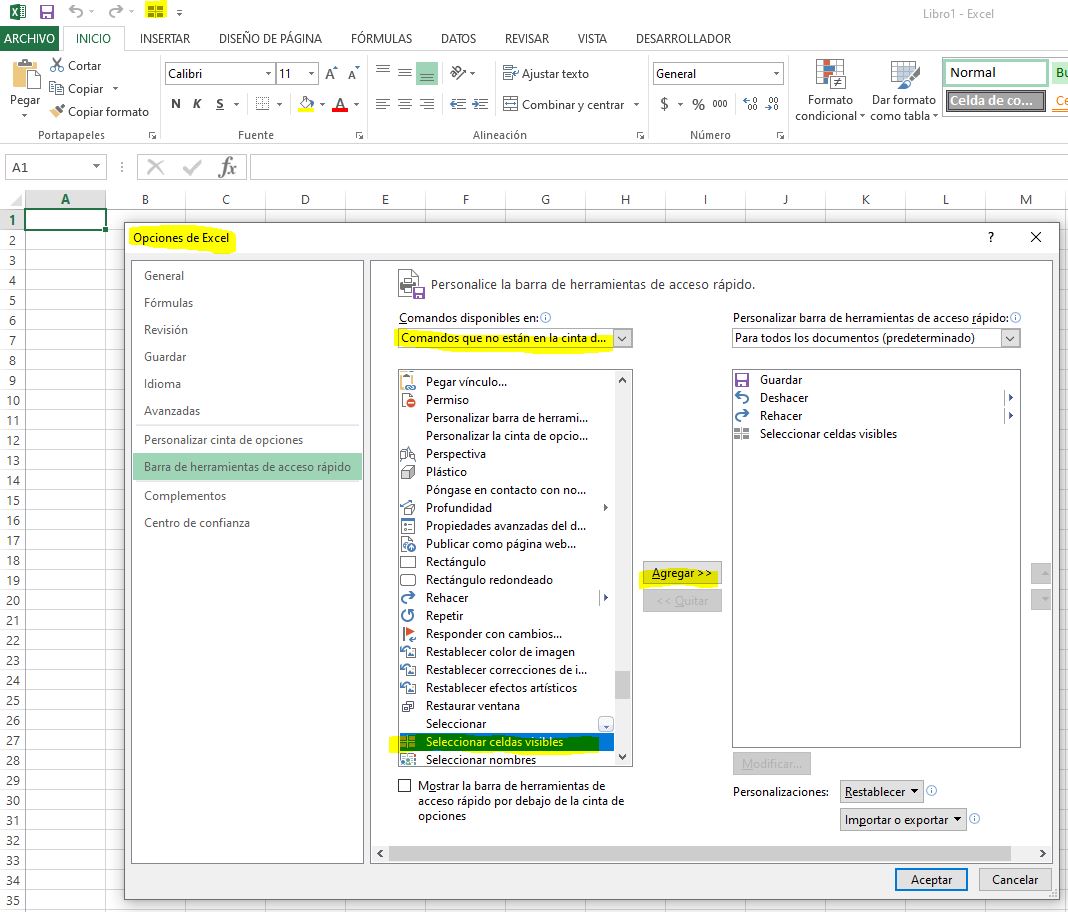 Libro1 - Excel
ARCHIVO INICIO INSERTAR DISEÑO DE PÁGINA FÓRMULAS DATOS REVISAR VISTA DESARROLLADOR
Pegar
Cortar
Copiar
Copiar formato
Portapapeles
Calibri 11
N K S
Fuente
Ajustar texto
Combinar y centrar
Alineación
General
$ % 000
Número
Formato condicional
Dar formato como tabla
Normal Bu
Celda de co... Ce
A1 fx
A B C D E F G H I J K L M
1
2
3
4
5
6
7
8
9
10
11
12
13
14
15
16
17
18
19
20
21
22
23
24
25
26
27
28
29
30
31
32
33
34
35
Opciones de Excel ?
General
Fórmulas
Revisión
Guardar
Idioma
Avanzadas
Personalizar cinta de opciones
Barra de herramientas de acceso rápido
Complementos
Centro de confianza
Personalice la barra de herramientas de acceso rápido.
Comandos disponibles en:
Comandos que no están en la cinta d...
Pegar vínculo...
Permiso
Personalizar barra de herrami...
Personalizar la cinta de opcio...
Perspectiva
Plástico
Póngase en contacto con no...
Profundidad
Propiedades avanzadas del d...
Publicar como página web...
Rectángulo
Rectángulo redondeado
Rehacer
Repetir
Responder con cambios...
Restablecer color de imagen
Restablecer correcciones de i...
Restablecer efectos artísticos
Restaurar ventana
Seleccionar
Seleccionar celdas visibles
Seleccionar nombres
Mostrar la barra de herramientas de
acceso rápido por debajo de la cinta de
opciones
Agregar >>
<< Quitar
Personalizar barra de herramientas de acceso rápido:
Para todos los documentos (predeterminado)
Guardar
Deshacer
Rehacer
Seleccionar celdas visibles
Modificar...
Personalizaciones: Restablecer
Importar o exportar
Aceptar Cancelar